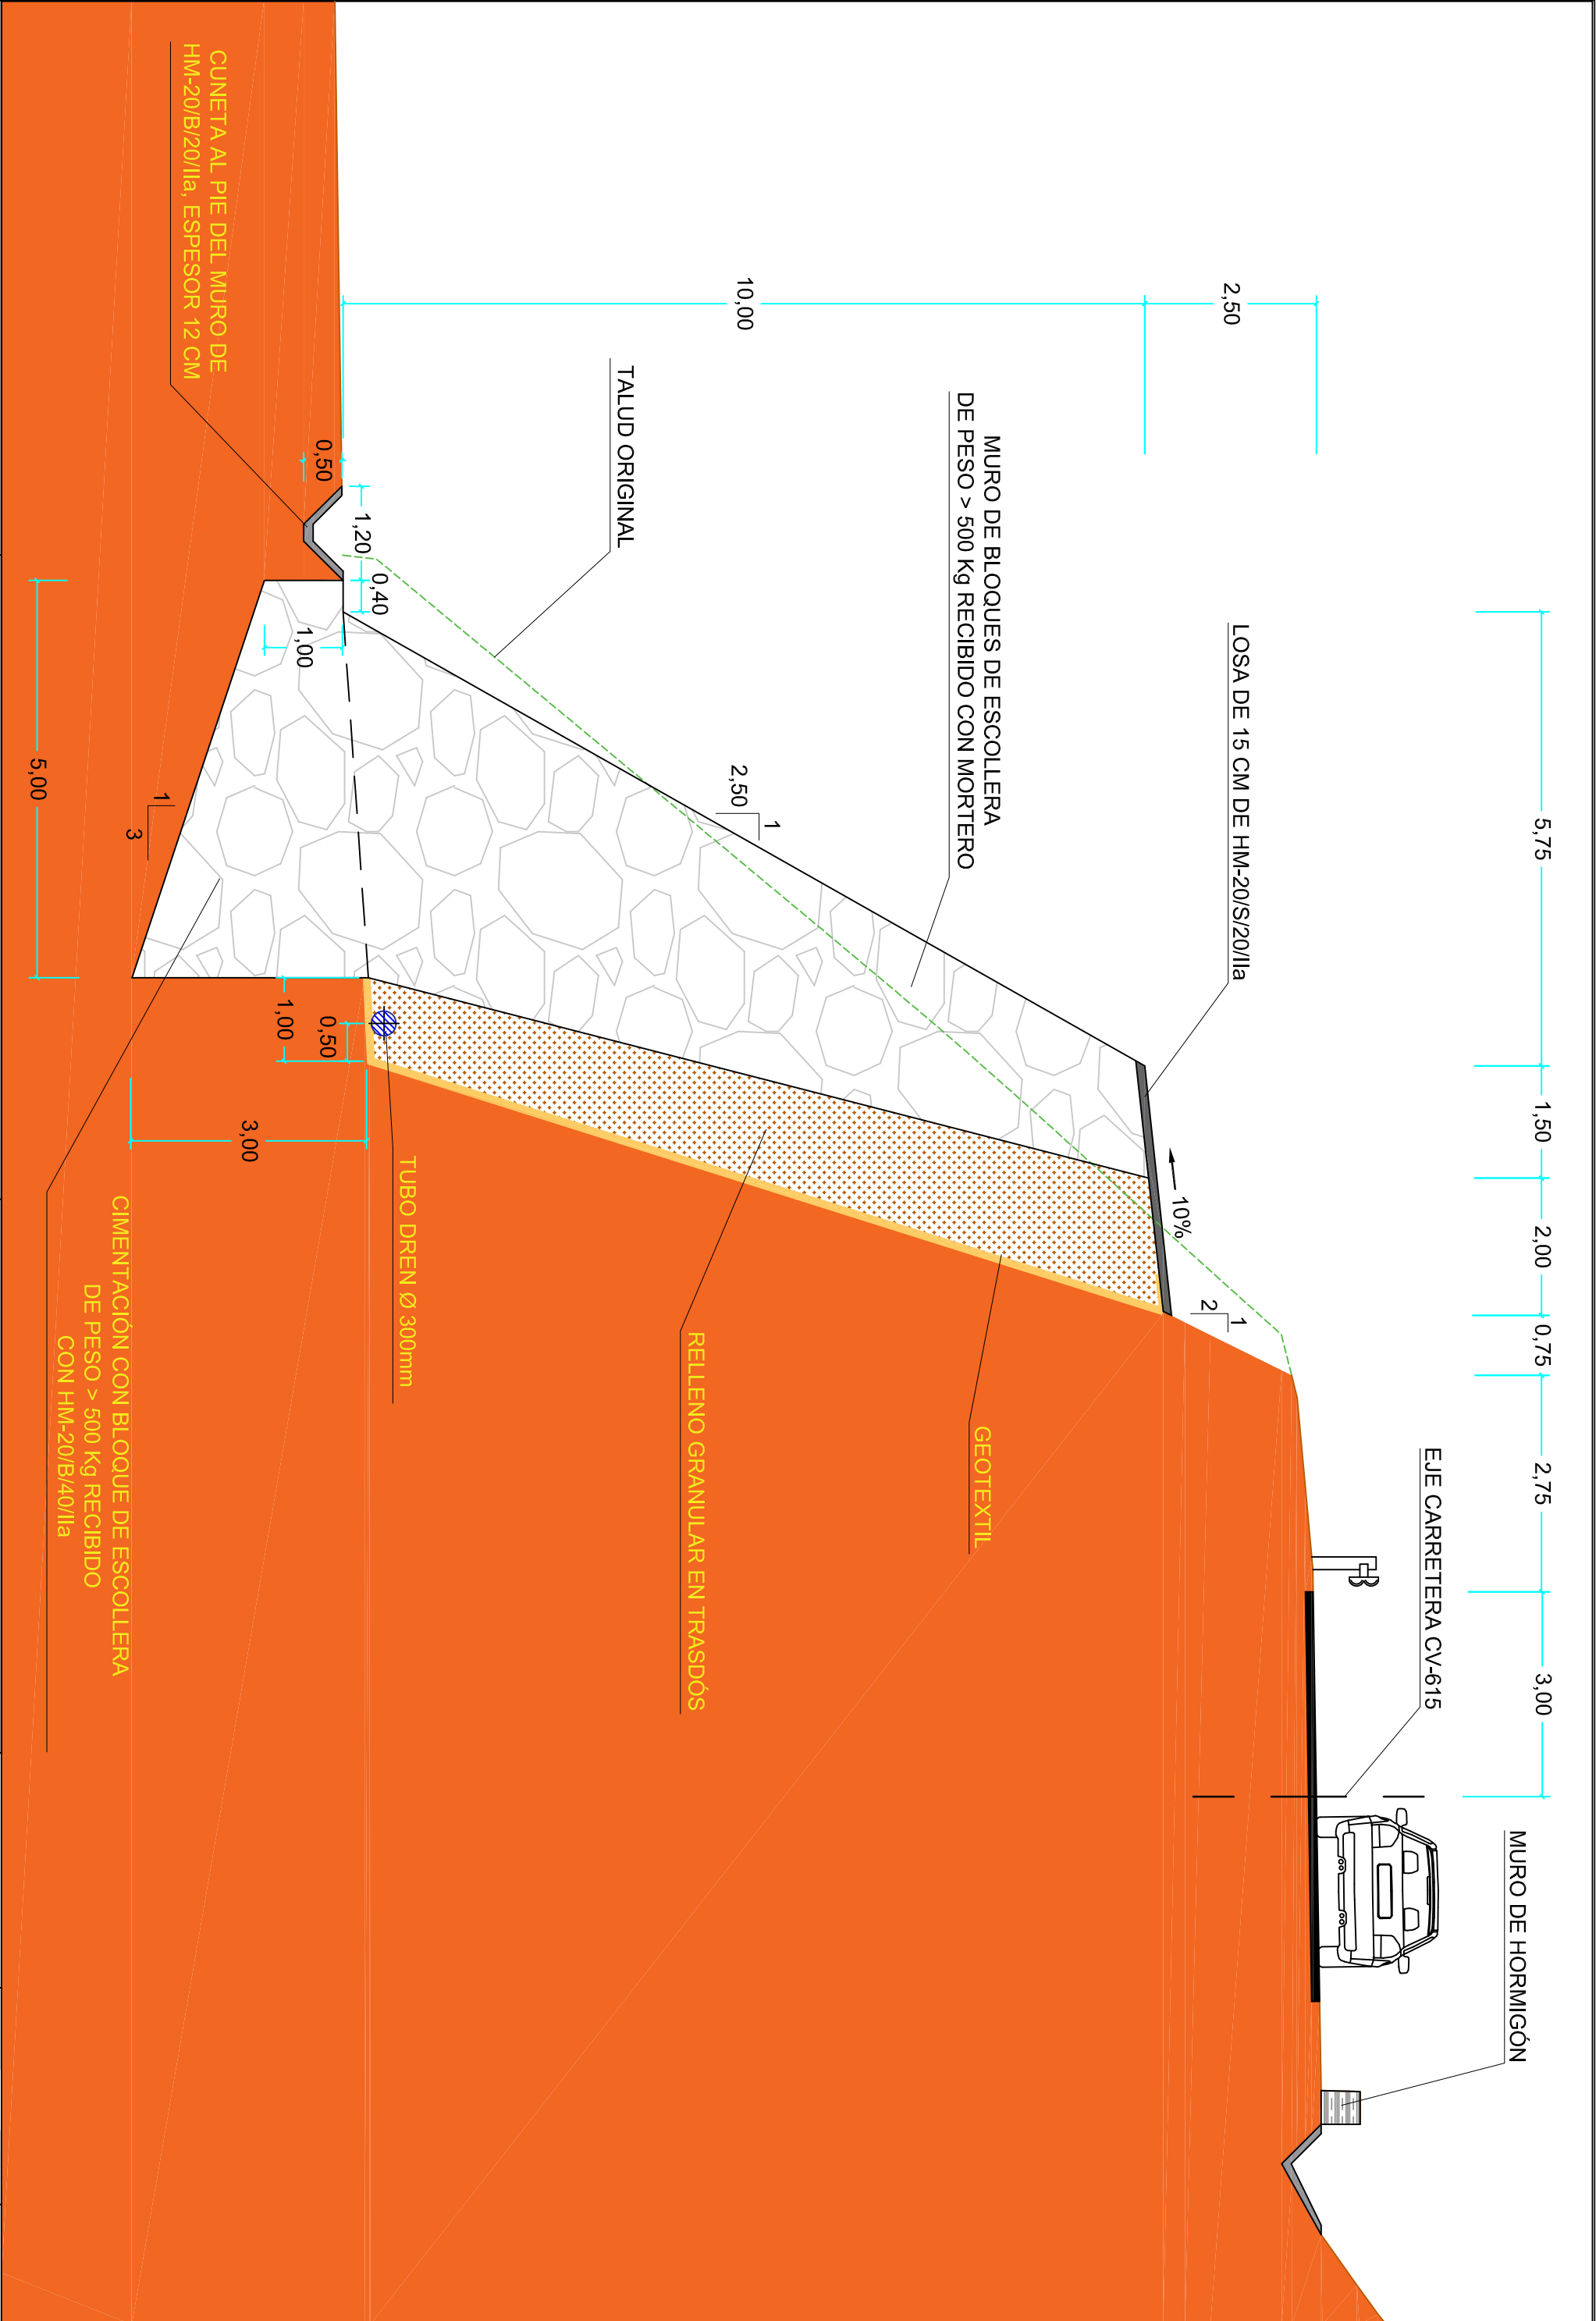 CUNETA AL PIE DEL MURO DE
HM-20/B/20/IIa, ESPESOR 12 CM
10,00
2,50
TALUD ORIGINAL
MURO DE BLOQUES DE ESCOLLERA
DE PESO > 500 Kg RECIBIDO CON MORTERO
LOSA DE 15 CM DE HM-20/S/20/IIa
5,75
1,50
2,00
0,75
2,75
3,00
0,50
1,20
0,40
1,00
5,00
1
3
2,50
1
10%
2
1
1,00
0,50
3,00
TUBO DREN Ø 300mm
RELLENO GRANULAR EN TRASDÓS
GEOTEXTIL
CIMENTACIÓN CON BLOQUE DE ESCOLLERA
DE PESO > 500 Kg RECIBIDO
CON HM-20/B/40/IIa
EJE CARRETERA CV-615
MURO DE HORMIGÓN